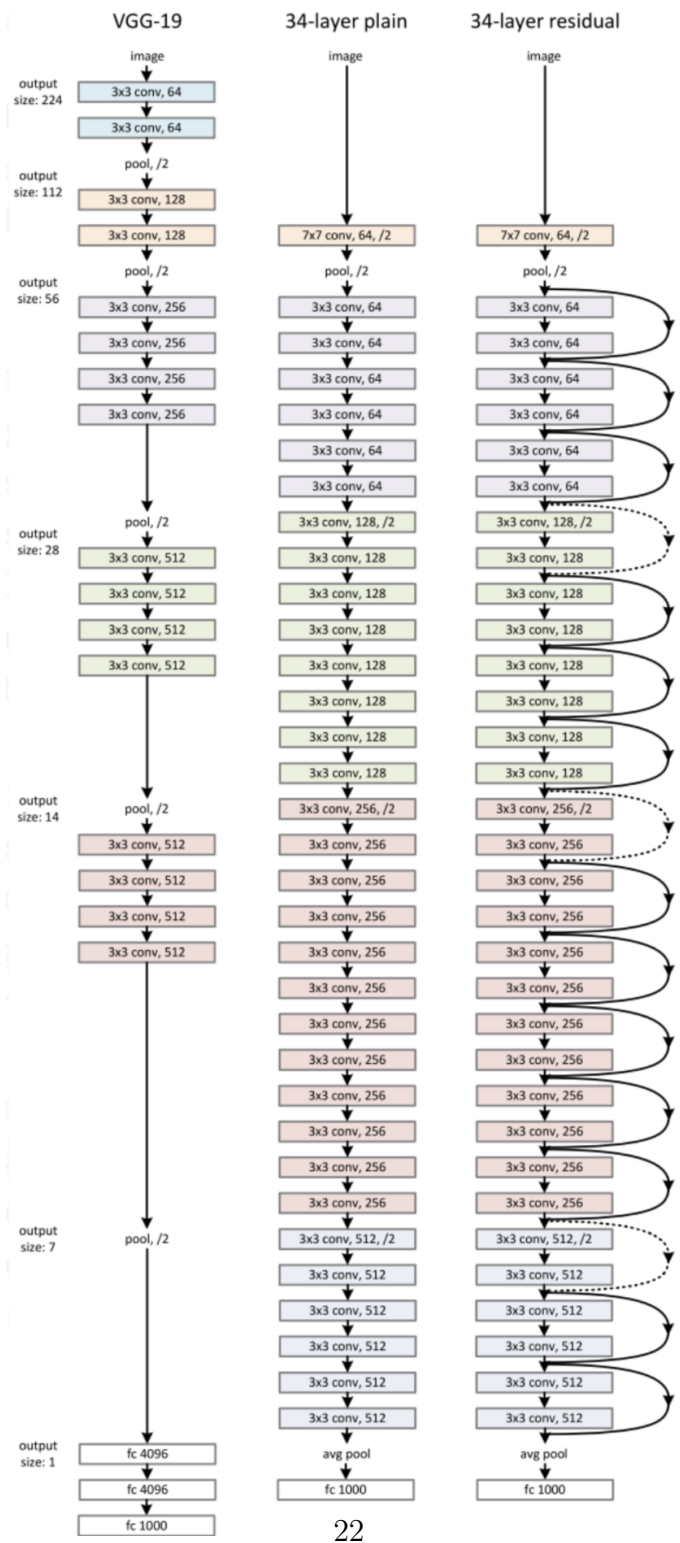 VGG-19
image
output
size: 224
3x3 conv, 64
3x3 conv, 64
pool, /2
output
size: 112
3x3 conv, 128
3x3 conv, 128
pool, /2
output
size: 56
3x3 conv, 256
3x3 conv, 256
3x3 conv, 256
3x3 conv, 256
pool, /2
output
size: 28
3x3 conv, 512
3x3 conv, 512
3x3 conv, 512
3x3 conv, 512
output
size: 14
pool, /2
3x3 conv, 512
3x3 conv, 512
3x3 conv, 512
3x3 conv, 512
output
size: 7
pool, /2
output
size: 1
fc 4096
fc 4096
fc 1000
34-layer plain
image
7x7 conv, 64, /2
pool, /2
3x3 conv, 64
3x3 conv, 64
3x3 conv, 64
3x3 conv, 64
3x3 conv, 64
3x3 conv, 64
3x3 conv, 128, /2
3x3 conv, 128
3x3 conv, 128
3x3 conv, 128
3x3 conv, 128
3x3 conv, 128
3x3 conv, 128
3x3 conv, 128
3x3 conv, 256, /2
3x3 conv, 256
3x3 conv, 256
3x3 conv, 256
3x3 conv, 256
3x3 conv, 256
3x3 conv, 256
3x3 conv, 256
3x3 conv, 256
3x3 conv, 256
3x3 conv, 256
3x3 conv, 256
3x3 conv, 512, /2
3x3 conv, 512
3x3 conv, 512
3x3 conv, 512
3x3 conv, 512
3x3 conv, 512
avg pool
fc 1000
34-layer residual
image
7x7 conv, 64, /2
pool, /2
3x3 conv, 64
3x3 conv, 64
3x3 conv, 64
3x3 conv, 64
3x3 conv, 64
3x3 conv, 64
3x3 conv, 128, /2
3x3 conv, 128
3x3 conv, 128
3x3 conv, 128
3x3 conv, 128
3x3 conv, 128
3x3 conv, 128
3x3 conv, 128
3x3 conv, 256, /2
3x3 conv, 256
3x3 conv, 256
3x3 conv, 256
3x3 conv, 256
3x3 conv, 256
3x3 conv, 256
3x3 conv, 256
3x3 conv, 256
3x3 conv, 256
3x3 conv, 256
3x3 conv, 256
3x3 conv, 512, /2
3x3 conv, 512
3x3 conv, 512
3x3 conv, 512
3x3 conv, 512
3x3 conv, 512
avg pool
fc 1000
22